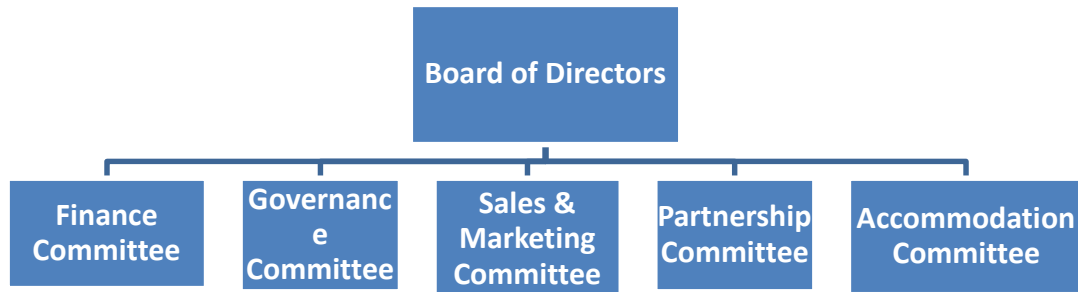 Board of Directors
Finance
Committee
Governanc
e
Committee
Sales &
Marketing
Committee
Partnership
Committee
Accommodation
Committee